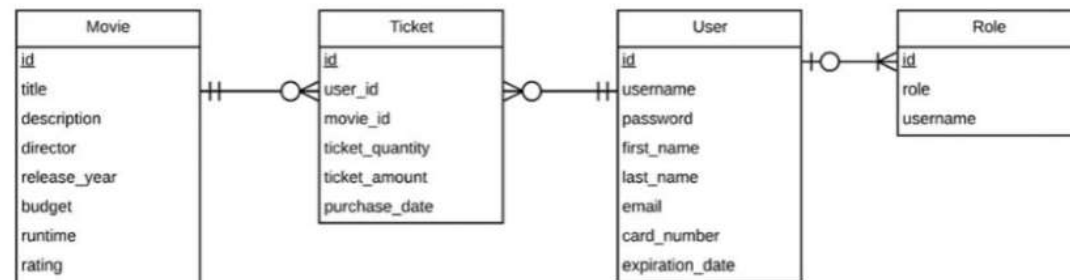 Movie
id
title
description
director
release_year
budget
runtime
rating
Ticket
id
user_id
movie_id
ticket_quantity
ticket_amount
purchase_date
User
id
username
password
first_name
last_name
email
card_number
expiration_date
Role
id
role
username